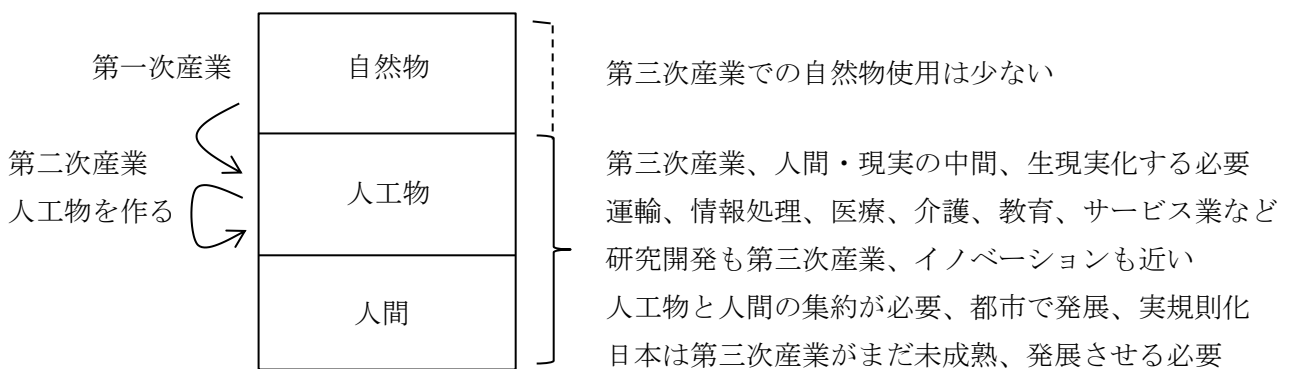 第一次産業
自然物
第三次産業での自然物使用は少ない
第二次産業
人工物を作る
人工物
第三次産業、人間・現実の中間、生現実化する必要
運輸、情報処理、医療、介護、教育、サービス業など
研究開発も第三次産業、イノベーションも近い
人間
人工物と人間の集約が必要、都市で発展、実規則化
日本は第三次産業がまだ未成熟、発展させる必要